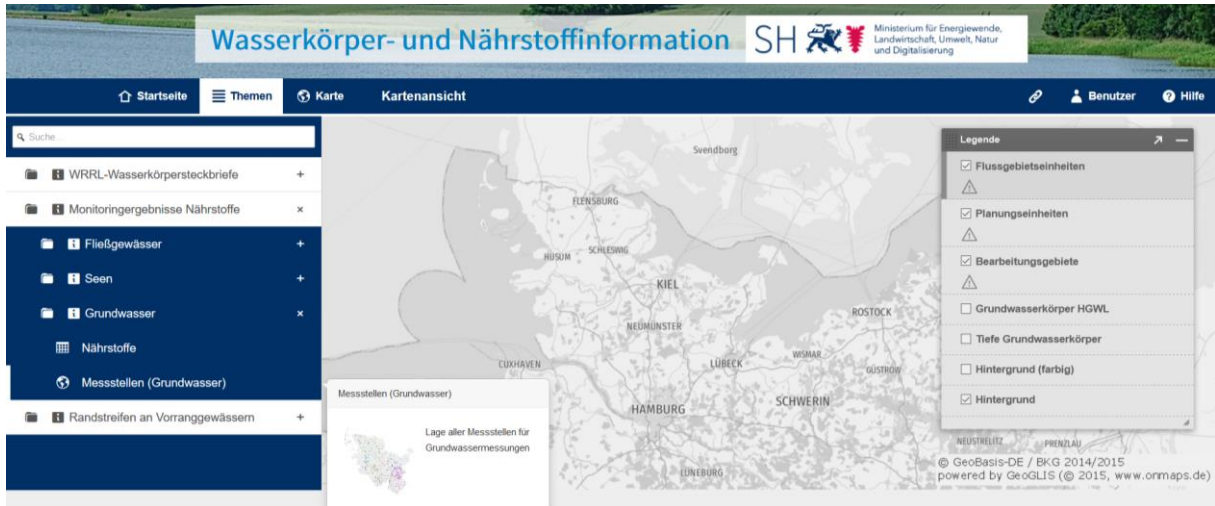 Wasserkörper- und Nährstoffinformation
SH
Ministerium für Energiewende,
Landwirtschaft, Umwelt, Natur
und Digitalisierung
Startseite
Themen
Karte
Kartenansicht
Benutzer
Hilfe
Suche...
WRRL-Wasserkörpersteckbriefe
Monitoringergebnisse Nährstoffe
Fließgewässer
Seen
Grundwasser
Nährstoffe
Messstellen (Grundwasser)
Randstreifen an Vorranggewässern
Messstellen (Grundwasser)
Lage aller Messstellen für
Grundwassermessungen
Svendborg
FLENSBURG
SCHLESWIG
HUSUM
KIEL
ROSTOCK
NEUMÜNSTER
CUXHAVEN
LÜBECK
WISMAR
GÜSTROW
HAMBURG
SCHWERIN
LÜNEBURG
NEUSTRELITZ
PRENZLAU
Legende
Flussgebietseinheiten
Planungseinheiten
Bearbeitungsgebiete
Grundwasserkörper HGWL
Tiefe Grundwasserkörper
Hintergrund (farbig)
Hintergrund
© GeoBasis-DE / BKG 2014/2015
powered by GeoGLIS (© 2015, www.onmaps.de)